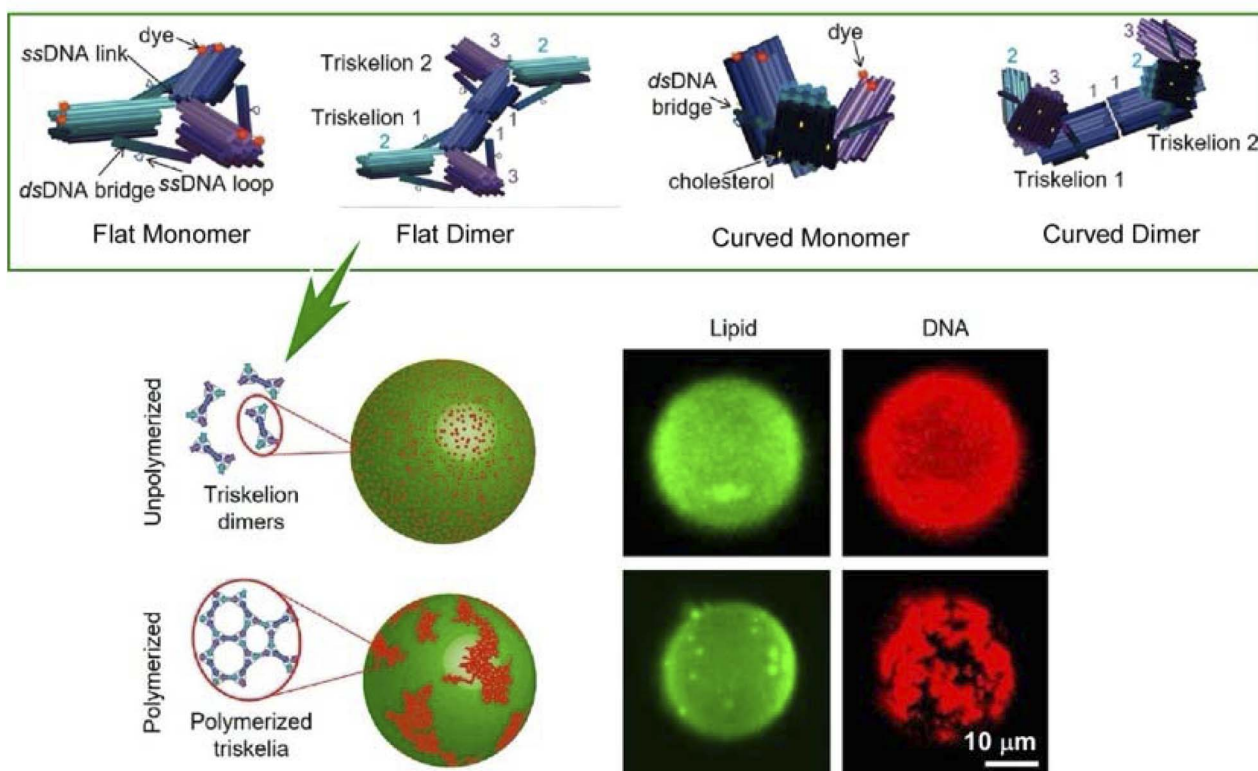 dye
ssDNA link
dsDNA bridge
ssDNA loop
Flat Monomer
3
2
Triskelion 2
Triskelion 1
1
1
2
3
Flat Dimer
dye
dsDNA
bridge
cholesterol
Curved Monomer
3
2
3
1
1
2
Triskelion 2
Triskelion 1
Curved Dimer
Lipid
DNA
Unpolymerized
Triskelion
dimers
Polymerized
Polymerized
triskelia
10 μm